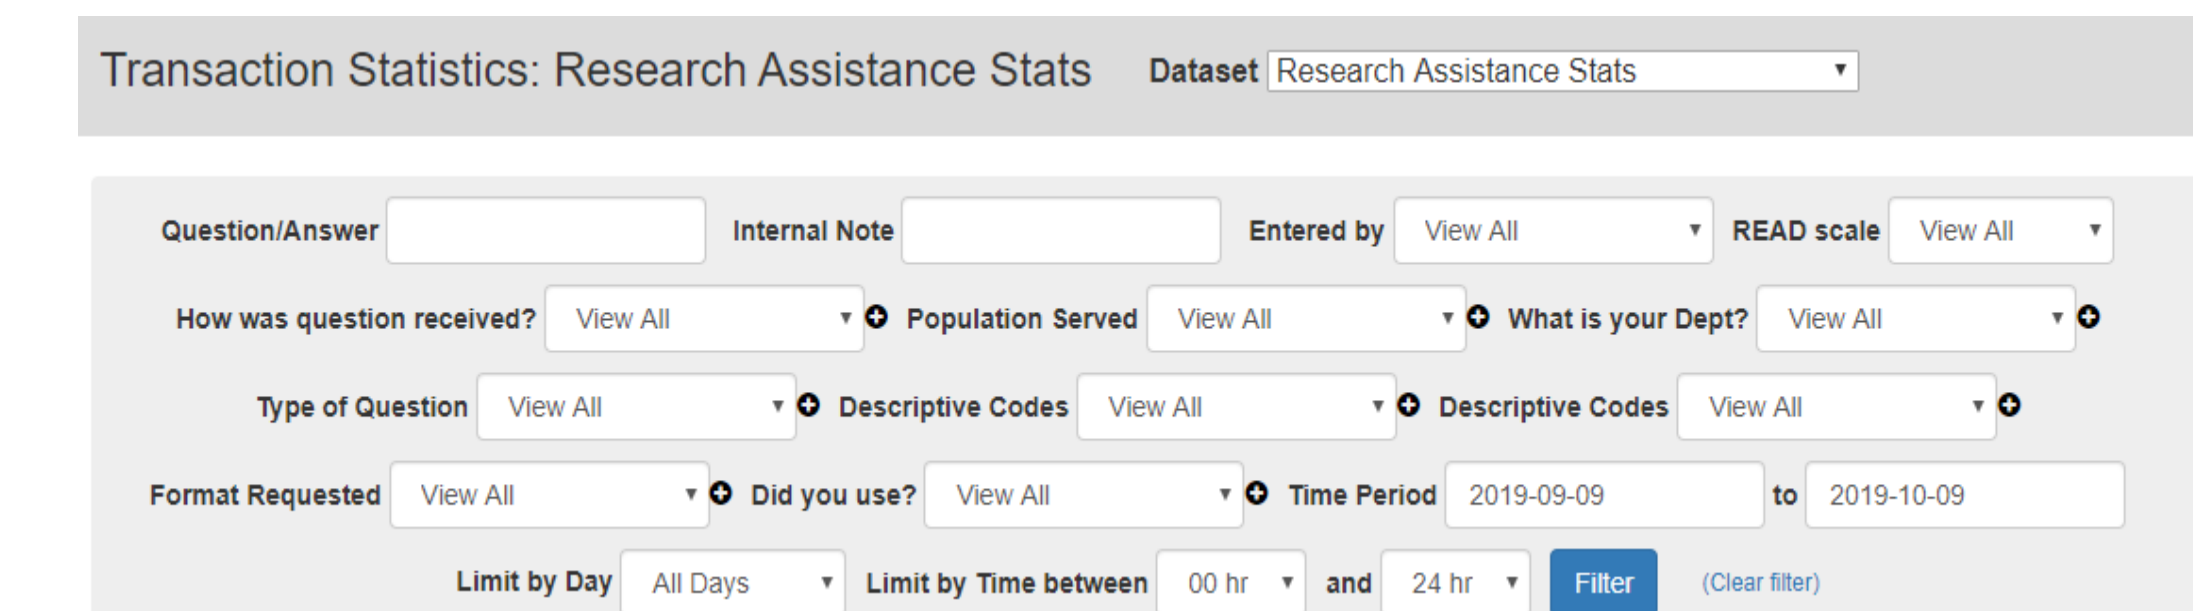 Transaction Statistics: Research Assistance Stats Dataset Research Assistance Stats
Question/Answer Internal Note Entered by View All READ scale View All
How was question received? View All Population Served View All What is your Dept? View All
Type of Question View All Descriptive Codes View All Descriptive Codes View All
Format Requested View All Did you use? View All Time Period 2019-09-09 to 2019-10-09
Limit by Day All Days Limit by Time between 00 hr and 24 hr Filter (Clear filter)